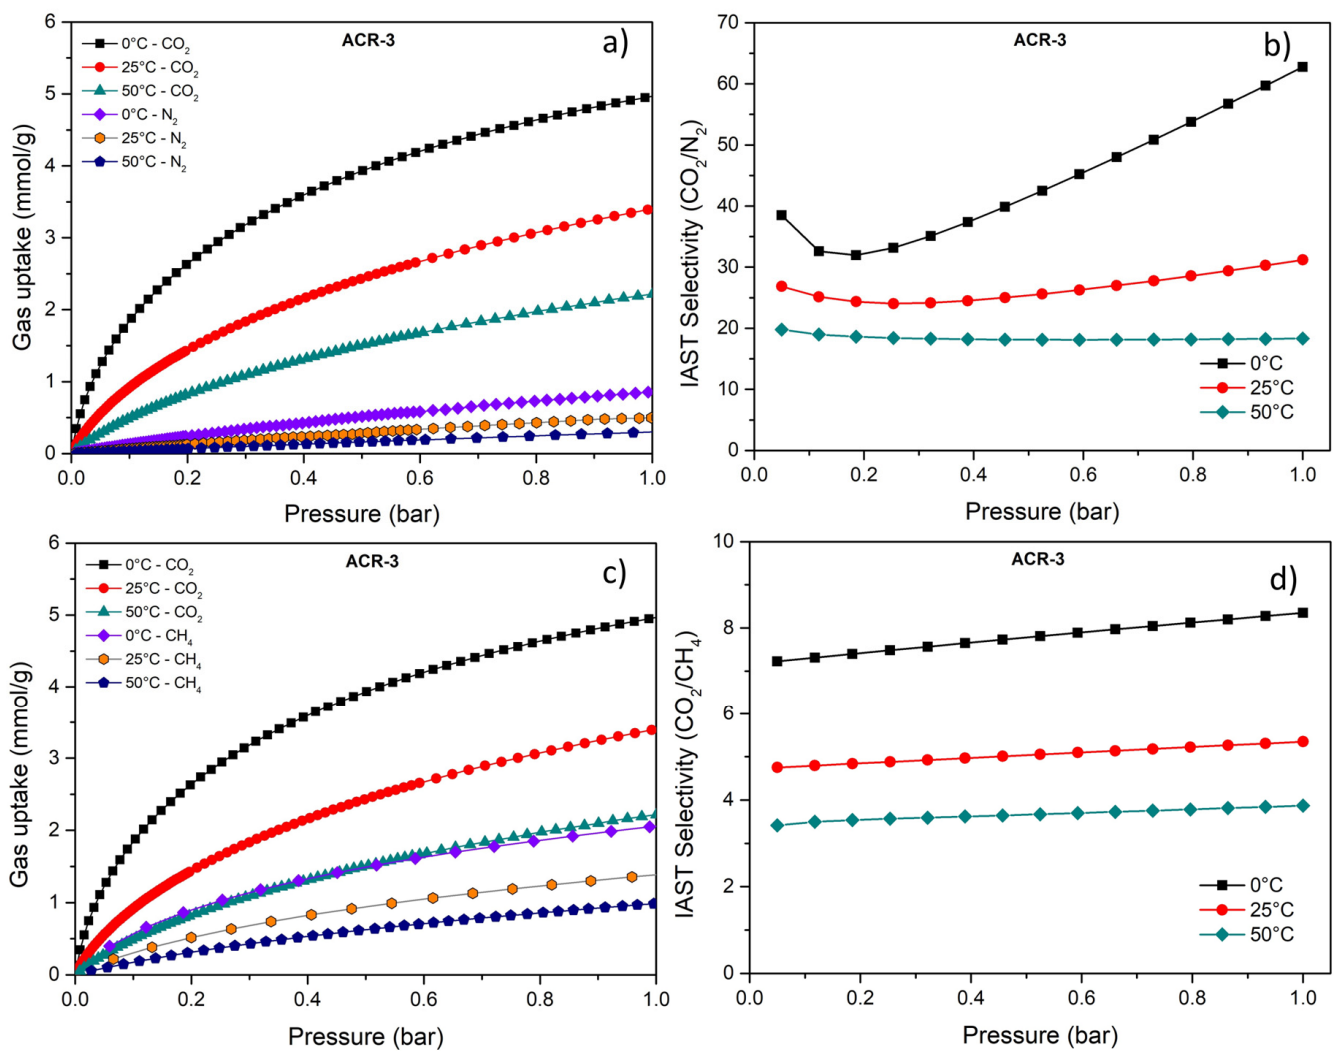 ACR-3
a)
0°C - CO₂
25°C - CO₂
50°C - CO₂
0°C - N₂
25°C - N₂
50°C - N₂
Gas uptake (mmol/g)
6
5
4
3
2
1
0
0.0 0.2 0.4 0.6 0.8 1.0
Pressure (bar)
ACR-3
b)
IAST Selectivity (CO₂/N₂)
70
60
50
40
30
20
10
0
0°C
25°C
50°C
0.0 0.2 0.4 0.6 0.8 1.0
Pressure (bar)
ACR-3
c)
0°C - CO₂
25°C - CO₂
50°C - CO₂
0°C - CH₄
25°C - CH₄
50°C - CH₄
Gas uptake (mmol/g)
6
5
4
3
2
1
0
0.0 0.2 0.4 0.6 0.8 1.0
Pressure (bar)
ACR-3
d)
IAST Selectivity (CO₂/CH₄)
10
8
6
4
2
0
0°C
25°C
50°C
0.0 0.2 0.4 0.6 0.8 1.0
Pressure (bar)